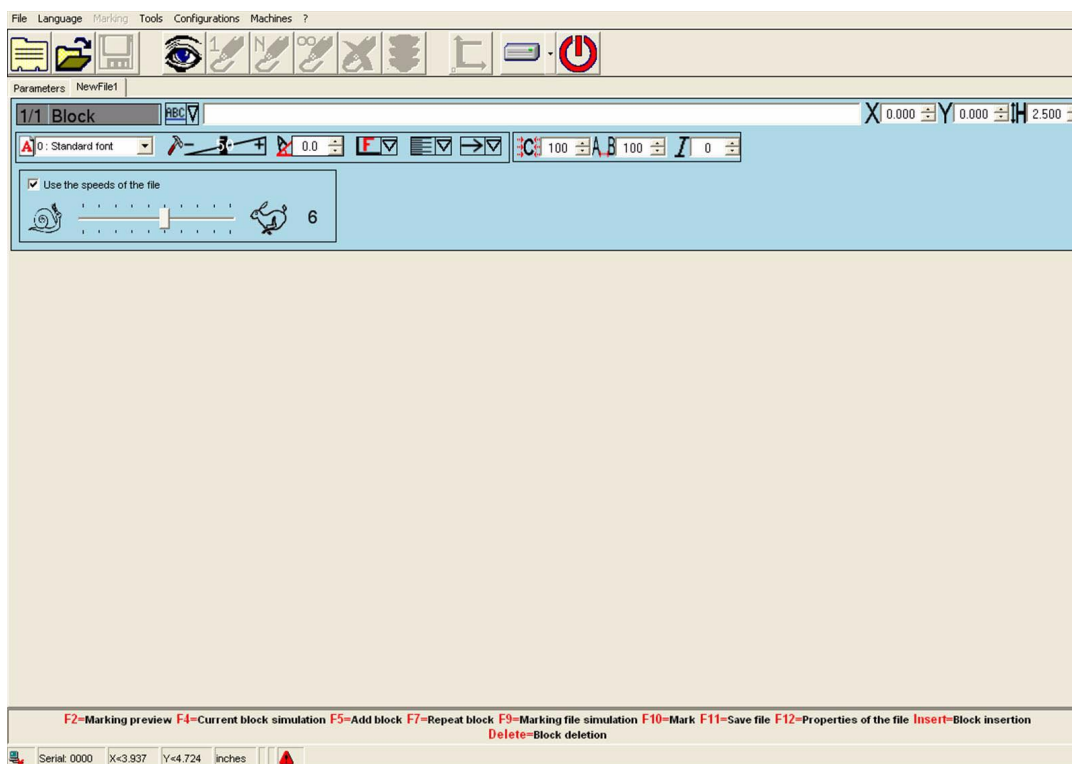 File Language Marking Tools Configurations Machines ?
1 N ∞
Parameters NewFile1
1/1 Block ABC X 0.000 Y 0.000 H 2.500
A 0 : Standard font - 5 + 0.0 F C 100 A B 100 I 0
Use the speeds of the file
6
F2=Marking preview F4=Current block simulation F5=Add block F7=Repeat block F9=Marking file simulation F10=Mark F11=Save file F12=Properties of the file Insert=Block insertion
Delete=Block deletion
Serial: 0000 X<3.937 Y<4.724 inches